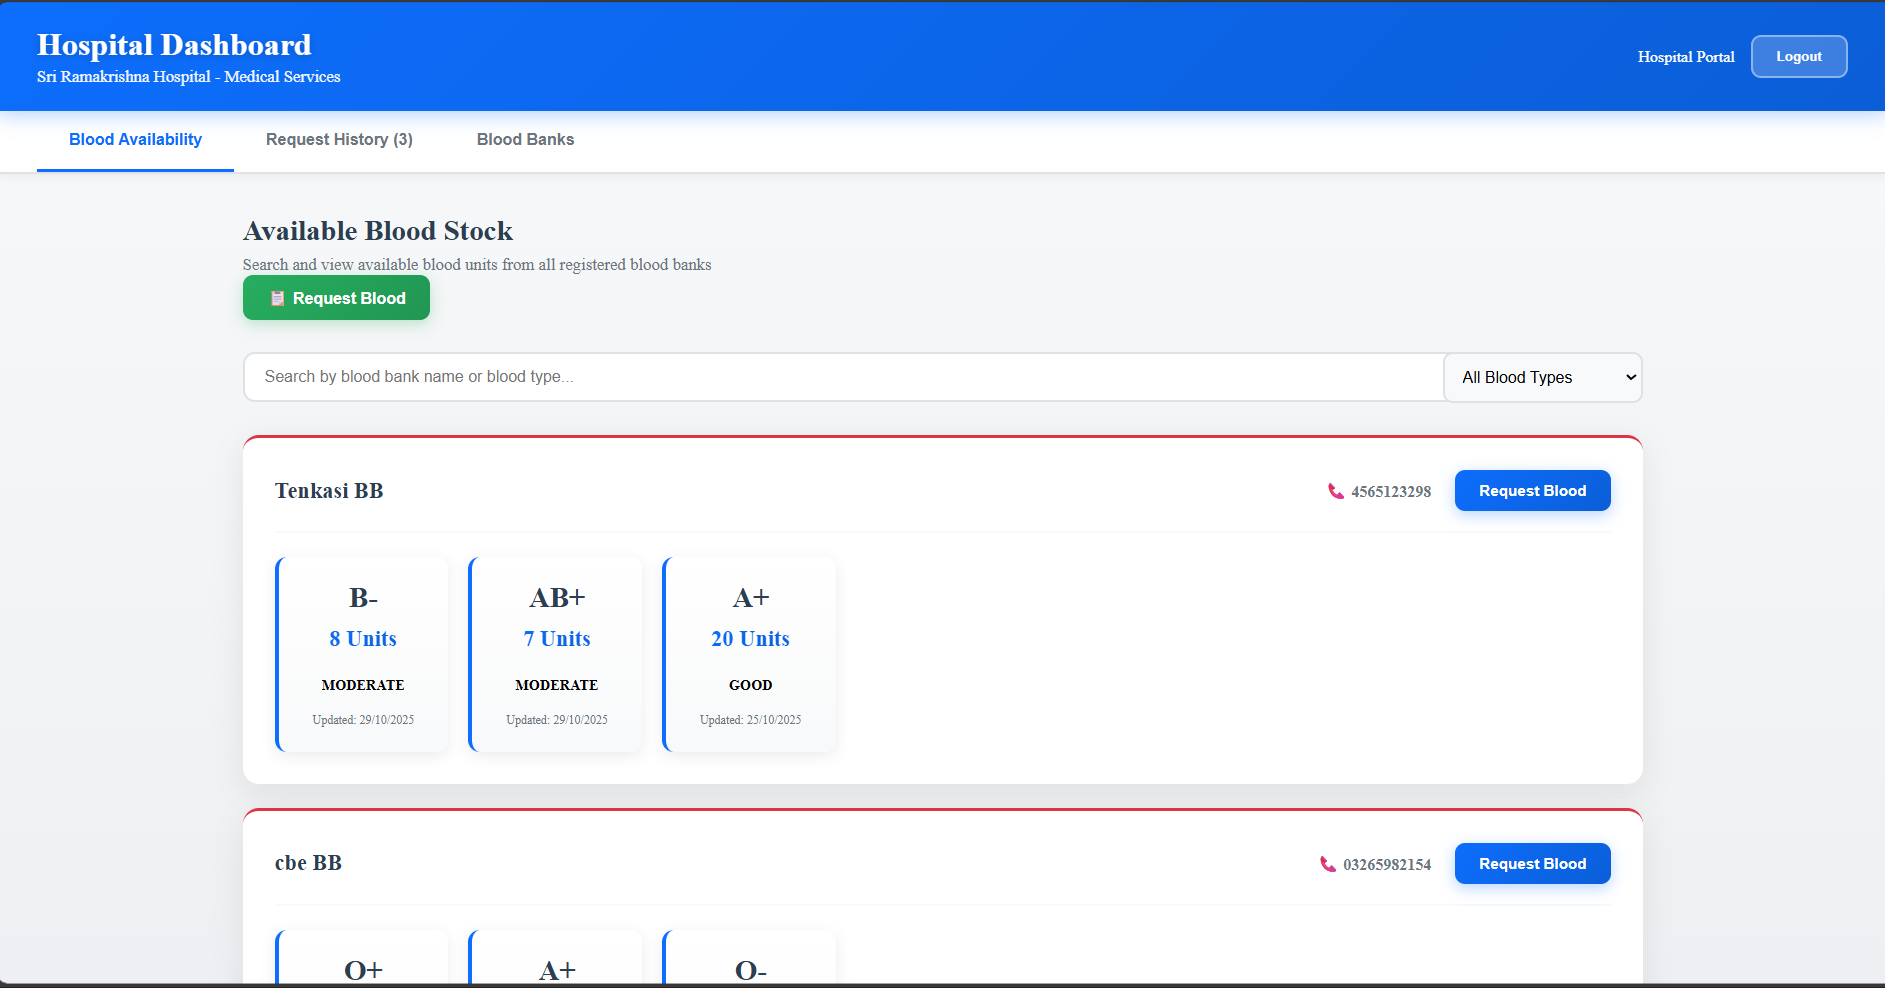 Hospital Dashboard
Sri Ramakrishna Hospital - Medical Services
Hospital Portal
Logout
Blood Availability
Request History (3)
Blood Banks
Available Blood Stock
Search and view available blood units from all registered blood banks
Request Blood
Search by blood bank name or blood type...
All Blood Types
Tenkasi BB
4565123298
Request Blood
B-
8 Units
MODERATE
Updated: 29/10/2025
AB+
7 Units
MODERATE
Updated: 29/10/2025
A+
20 Units
GOOD
Updated: 25/10/2025
cbe BB
03265982154
Request Blood
O+
A+
O-